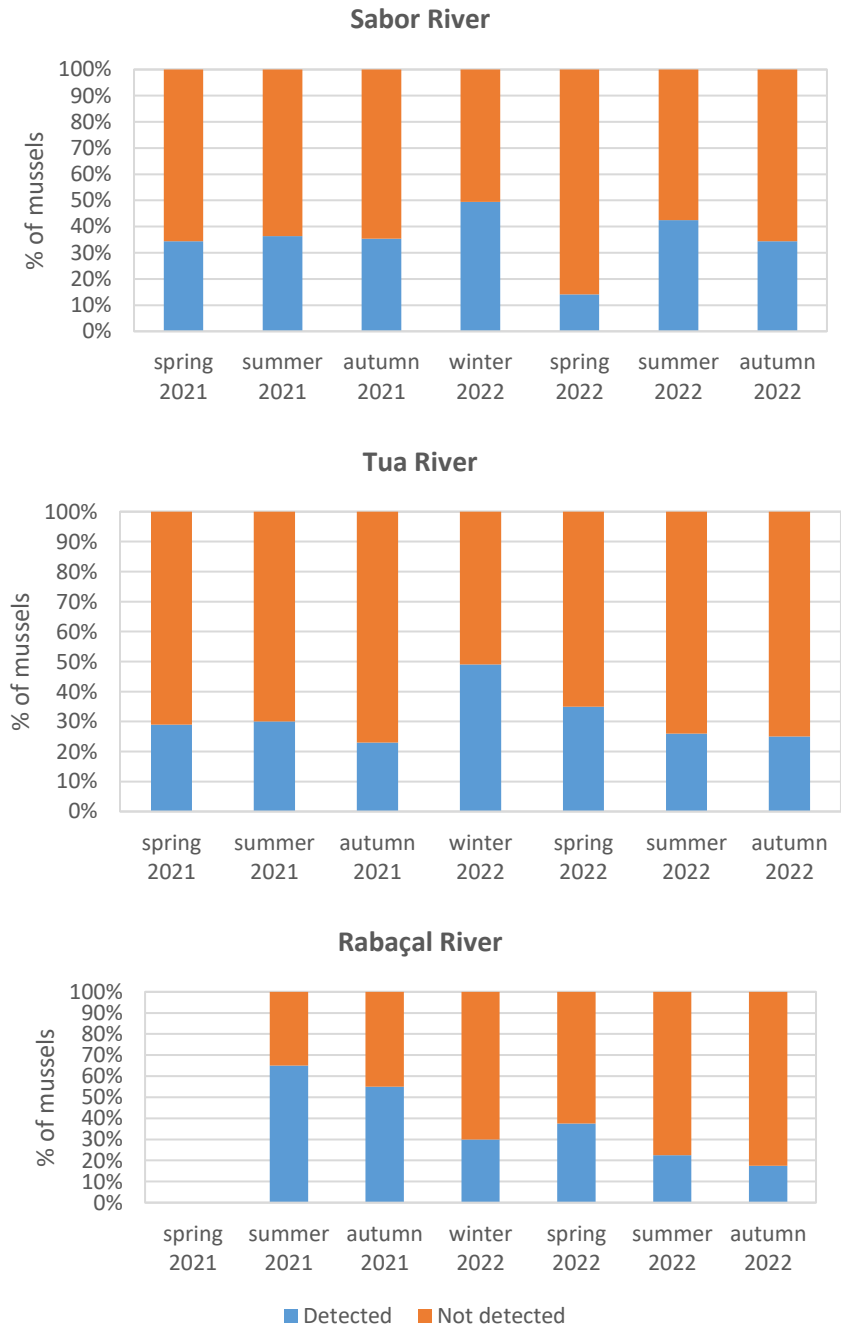 Sabor River
% of mussels
100%
90%
80%
70%
60%
50%
40%
30%
20%
10%
0%
spring 2021
summer 2021
autumn 2021
winter 2022
spring 2022
summer 2022
autumn 2022
Tua River
% of mussels
100%
90%
80%
70%
60%
50%
40%
30%
20%
10%
0%
spring 2021
summer 2021
autumn 2021
winter 2022
spring 2022
summer 2022
autumn 2022
Rabaçal River
% of mussels
100%
90%
80%
70%
60%
50%
40%
30%
20%
10%
0%
spring 2021
summer 2021
autumn 2021
winter 2022
spring 2022
summer 2022
autumn 2022
Detected Not detected